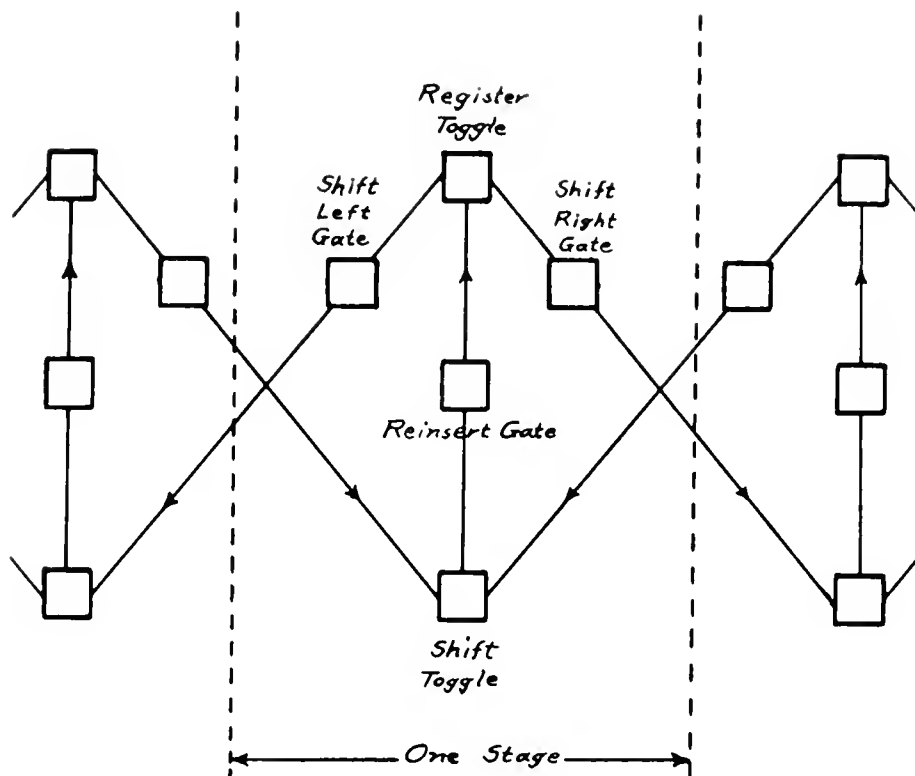 Register
Toggle
Shift
Left
Gate
Shift
Right
Gate
Reinsert Gate
Shift
Toggle
One Stage